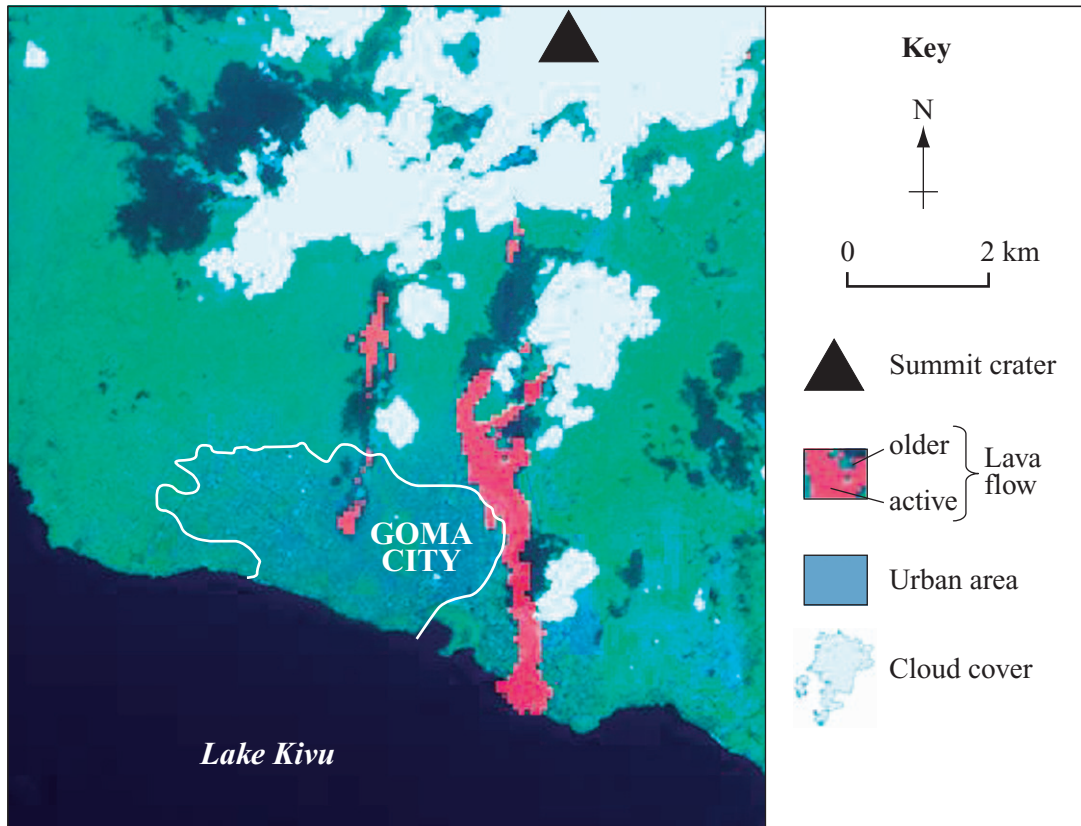 Key
N
0 2 km
Summit crater
older
active
Lava
flow
Urban area
Cloud cover
GOMA
CITY
Lake Kivu